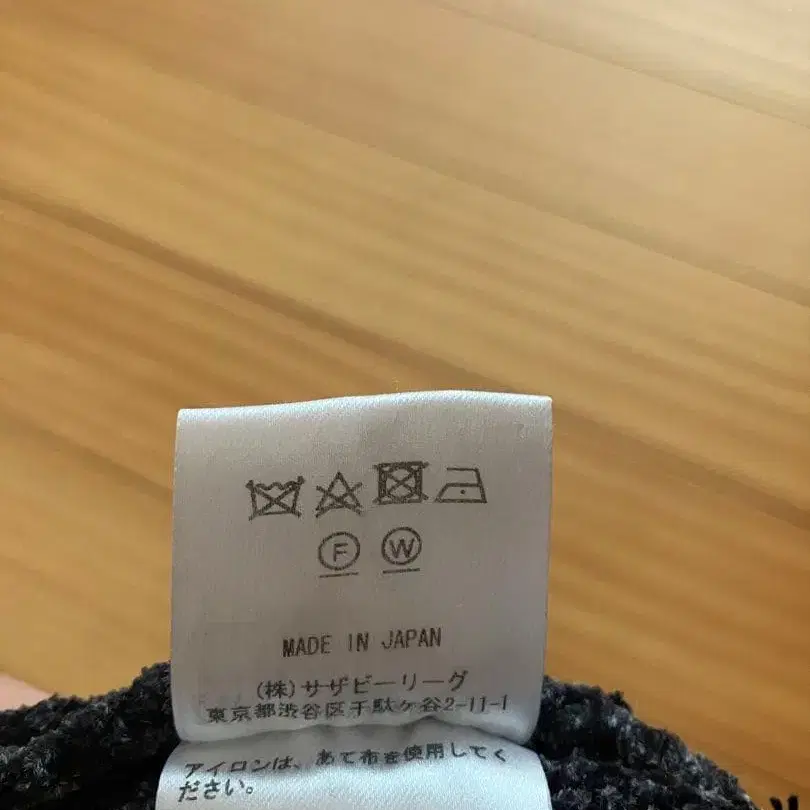 F W
MADE IN JAPAN
(株)サザビーリーグ
東京都渋谷区千駄ヶ谷2-11-1
アイロンは、あて布を使用してく
ださい。